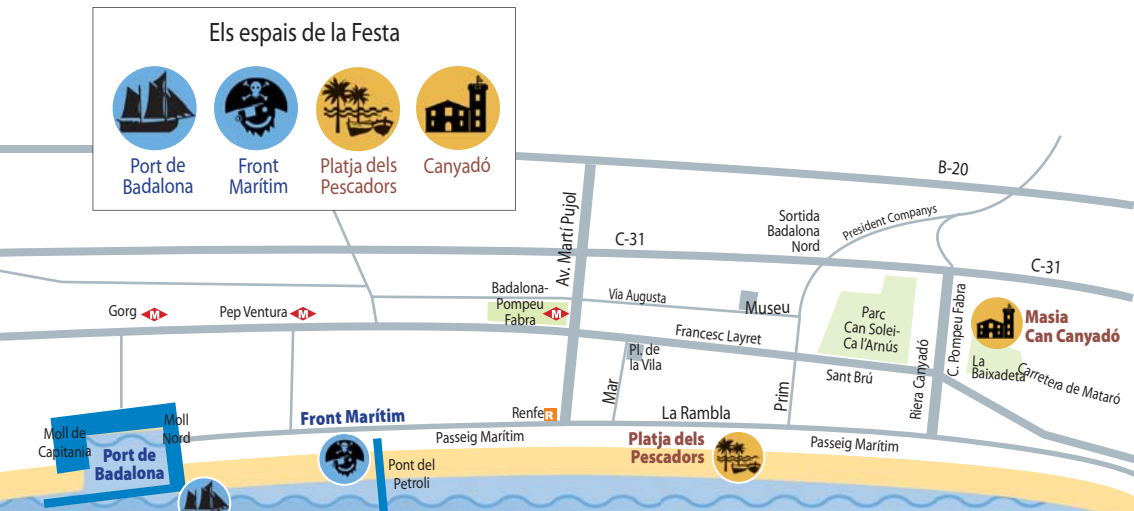 Els espais de la Festa
Port de
Badalona
Front
Marítim
Platja dels
Pescadors
Canyadó
B-20
Av. Martí Pujol
C-31
Sortida
Badalona
Nord
President Companys
C-31
Gorg M
Pep Ventura M
Badalona-
Pompeu
Fabra M
Via Augusta
Museu
Francesc Layret
Parc
Can Solei-
Ca l'Arnús
C. Pompeu Fabra
Masia
Can Canyadó
La
Baixadeta
Carretera de Mataró
Pl. de
la Vila
Mar
Prim
Sant Brú
Riera Canyadó
Renfe R
La Rambla
Front Marítim
Passeig Marítim
Platja dels
Pescadors
Passeig Marítim
Moll de
Capitania
Moll
Nord
Port de
Badalona
Pont del
Petroli